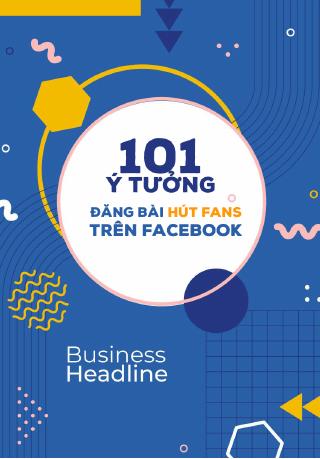 101
Ý TƯỞNG
ĐĂNG BÀI HÚT FANS
TRÊN FACEBOOK
Business
Headline